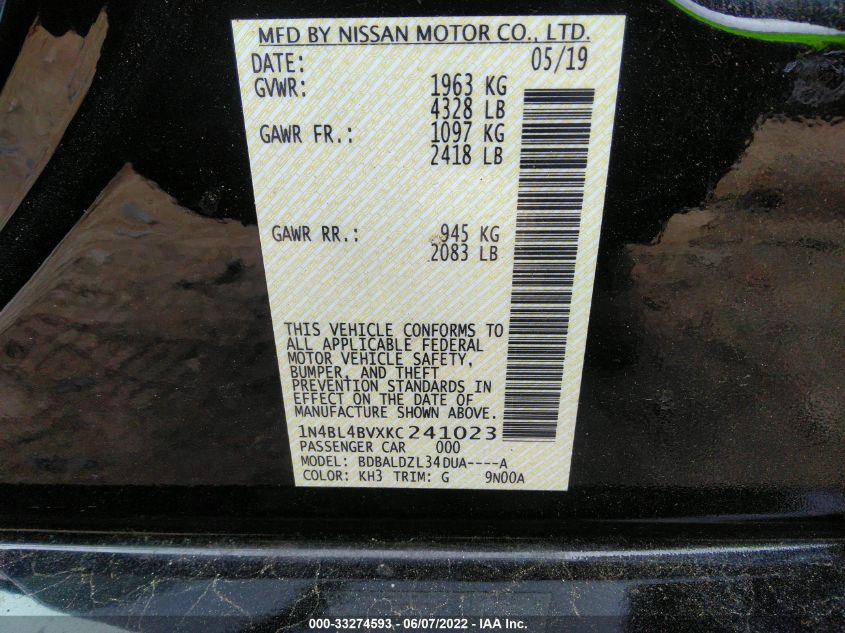 MFD BY NISSAN MOTOR CO., LTD.
DATE: 05/19
GVWR: 1963 KG
4328 LB
GAWR FR.: 1097 KG
2418 LB
GAWR RR.: 945 KG
2083 LB
THIS VEHICLE CONFORMS TO
ALL APPLICABLE FEDERAL
MOTOR VEHICLE SAFETY,
BUMPER, AND THEFT
PREVENTION STANDARDS IN
EFFECT ON THE DATE OF
MANUFACTURE SHOWN ABOVE.
1N4BL4BVXKC241023
PASSENGER CAR 000
MODEL: BDBALDZL34DUA----A
COLOR: KH3 TRIM: G 9N00A
000-33274593 - 06/07/2022 - IAA Inc.